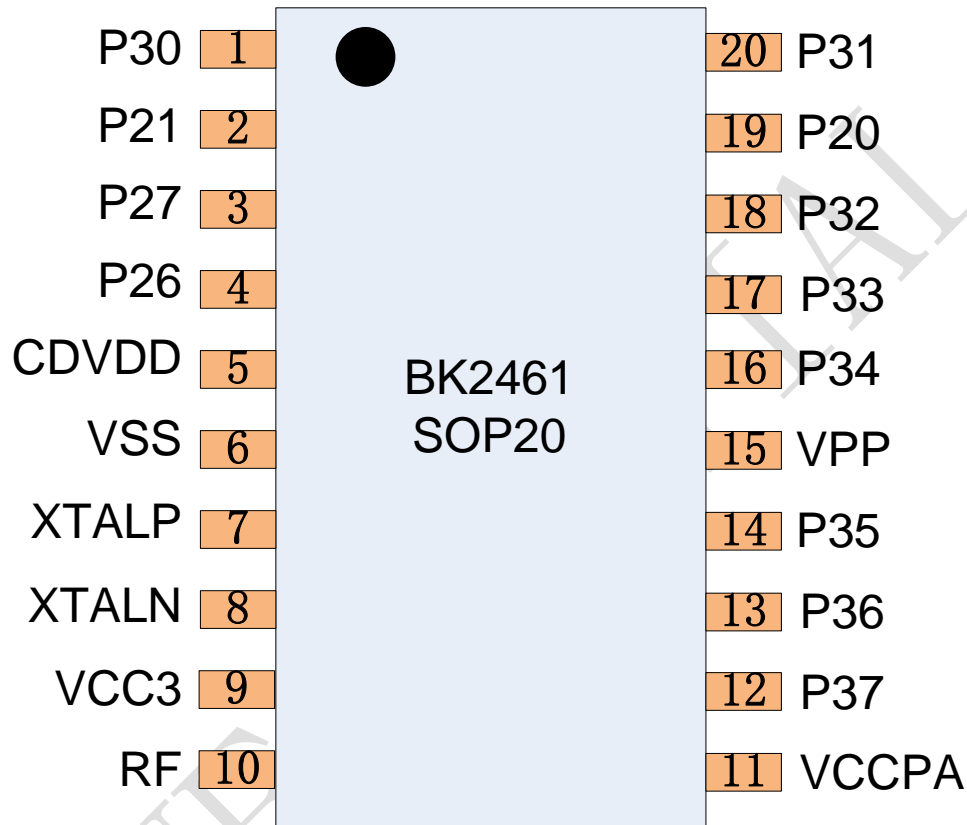 P30 1 20 P31
P21 2 19 P20
P27 3 18 P32
P26 4 17 P33
CDVDD 5 16 P34
BK2461
SOP20
VSS 6 15 VPP
XTALP 7 14 P35
XTALN 8 13 P36
VCC3 9 12 P37
RF 10 11 VCCPA